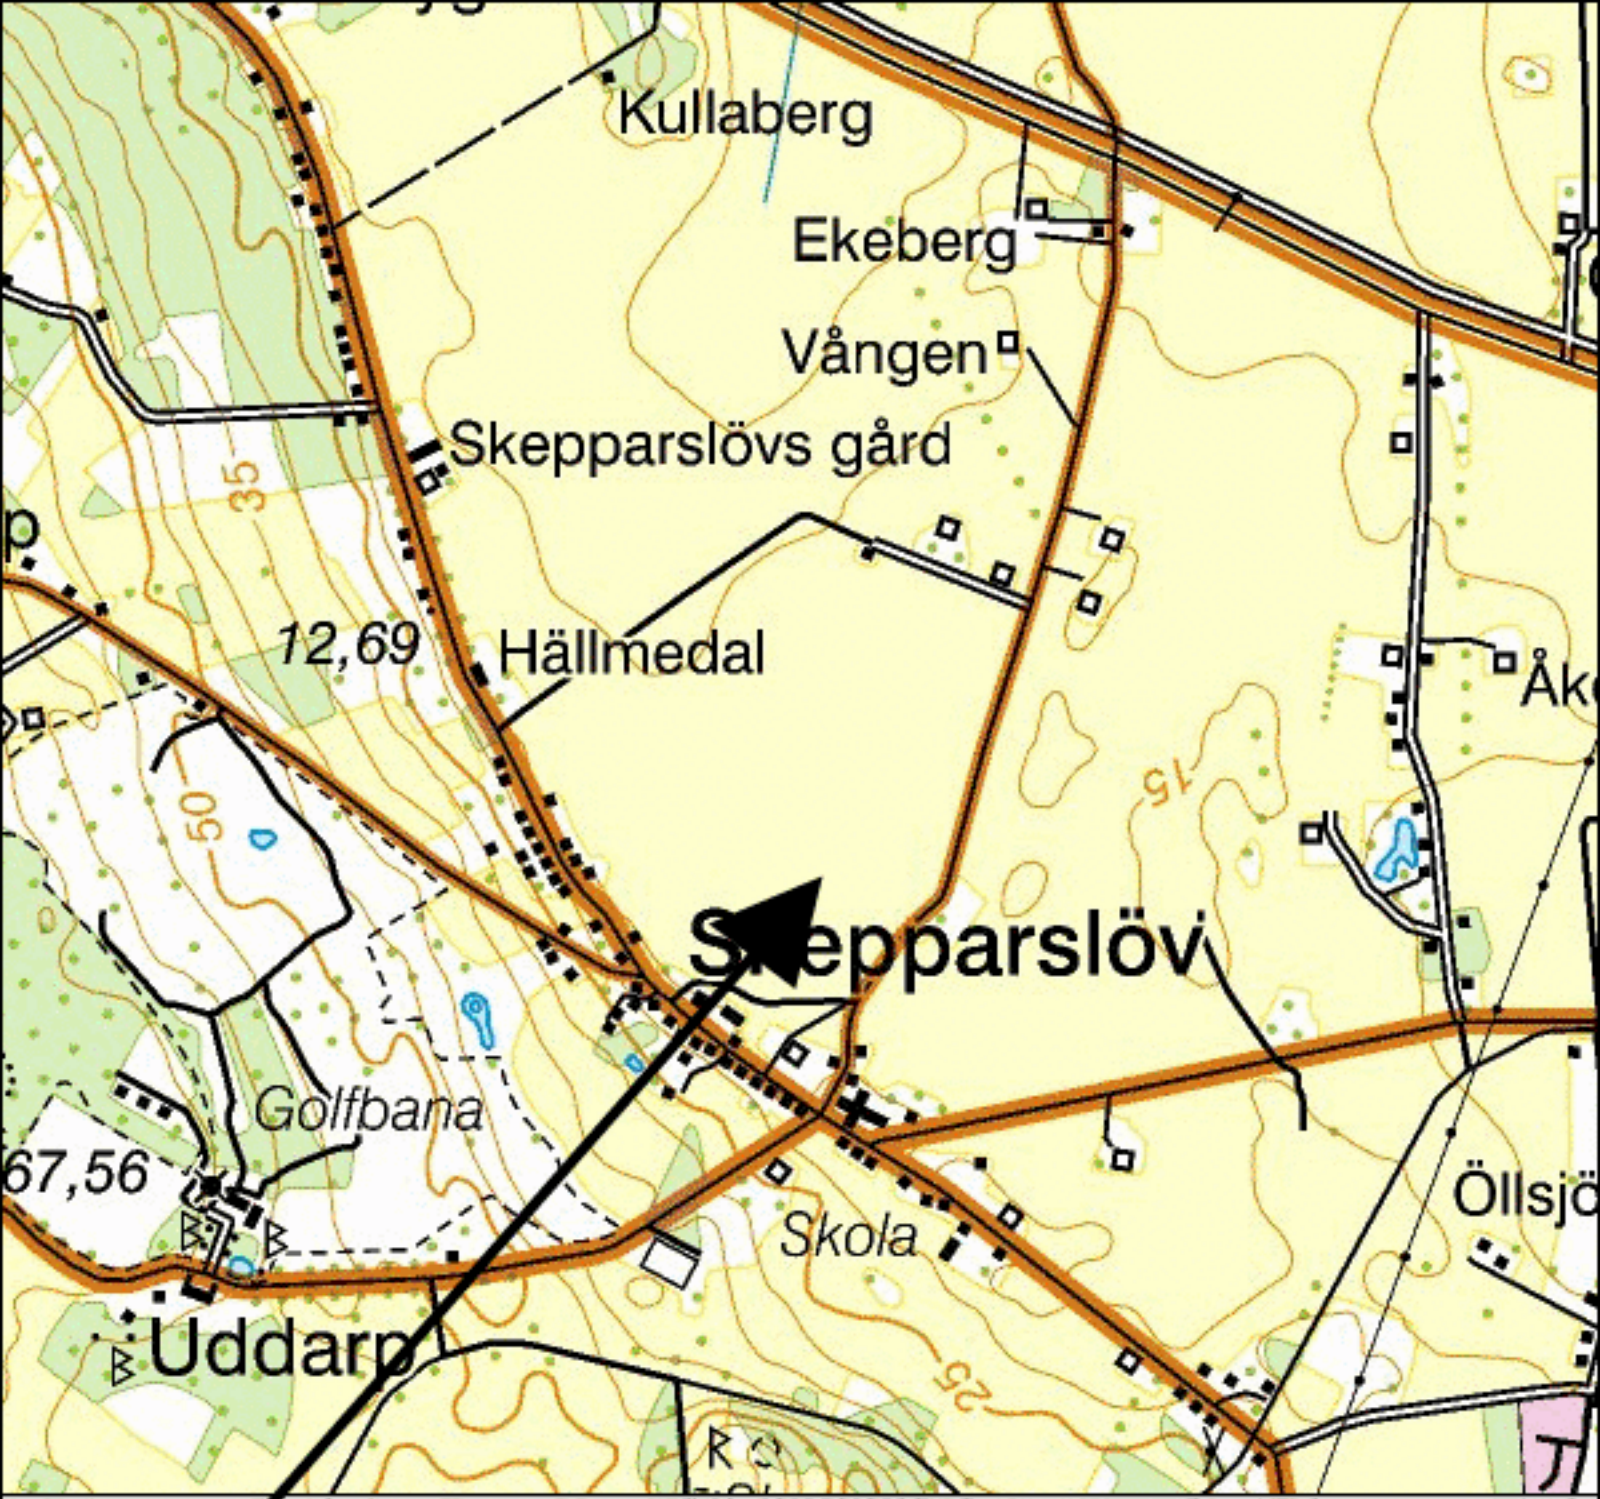 Kullaberg
Ekeberg
Vången
Skepparslövs gård
35
p
12,69
Hällmedal
15
50
Skepparslöv
Golfbana
67,56
Öllsjö
Skola
Uddarp
25
R